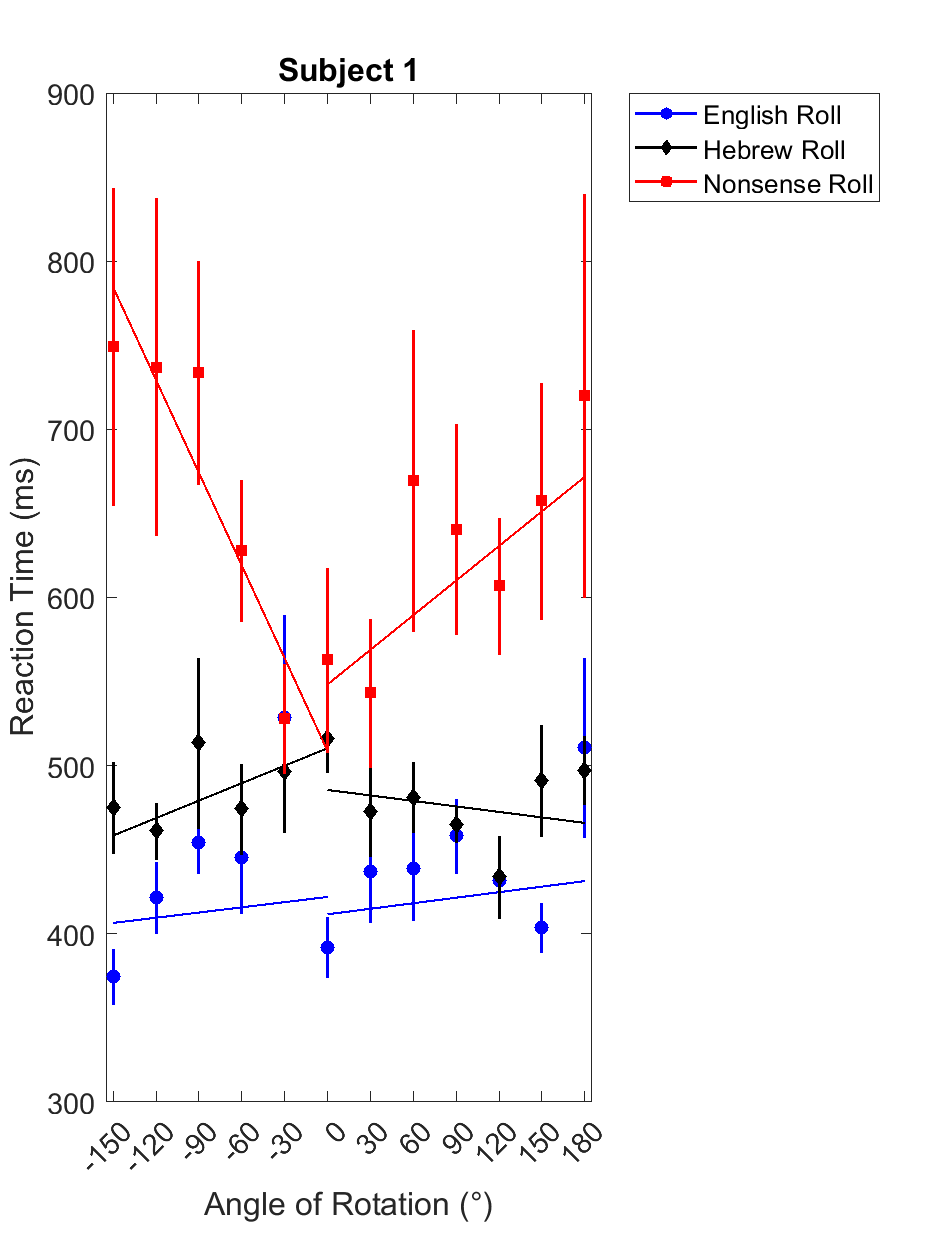 Subject 1
900
800
700
600
500
400
300
Reaction Time (ms)
-150 -120 -90 -60 -30 0 30 60 90 120 150 180
Angle of Rotation (°)
English Roll
Hebrew Roll
Nonsense Roll